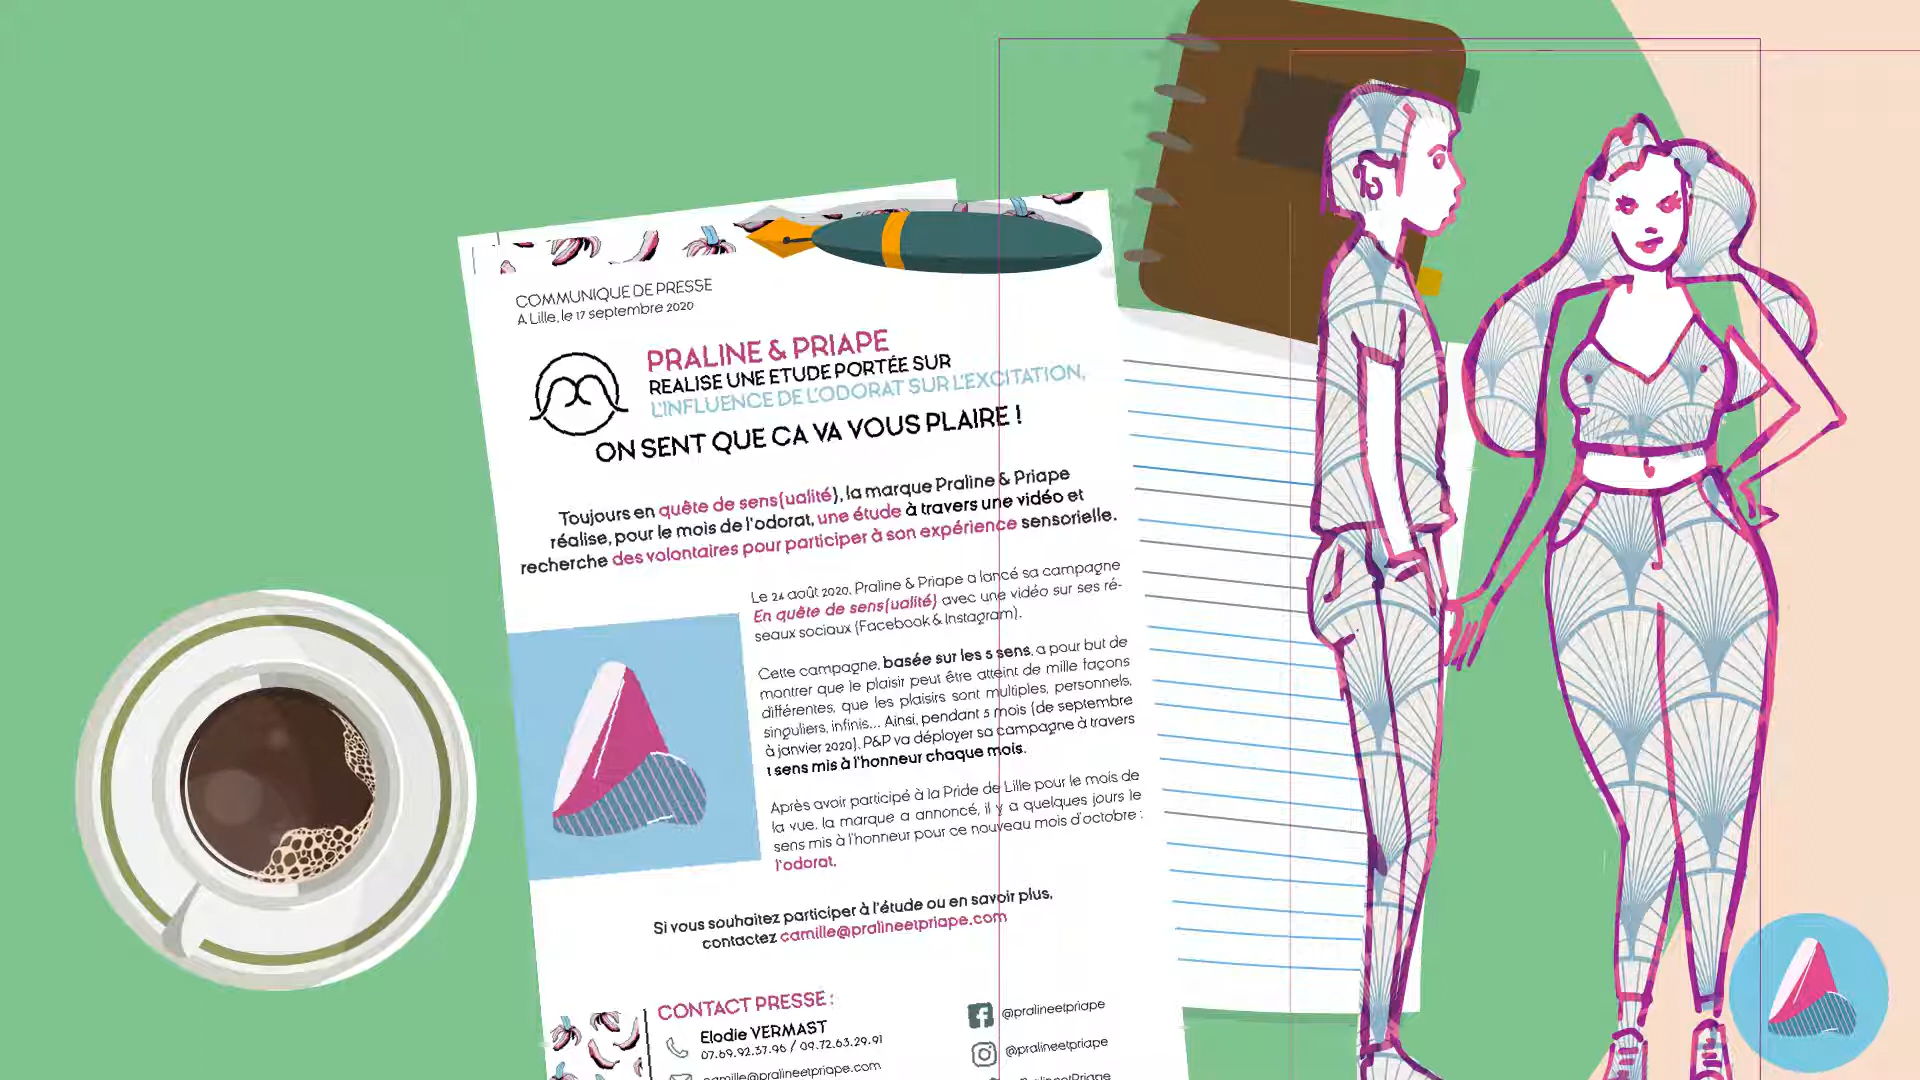 COMMUNIQUE DE PRESSE
A Lille, le 17 septembre 2020
PRALINE & PRIAPE
REALISE UNE ETUDE PORTÉE SUR
L'INFLUENCE DE L'ODORAT SUR L'EXCITATION,
ON SENT QUE CA VA VOUS PLAIRE !
Toujours en quête de sens(ualité), la marque Praline & Priape
réalise, pour le mois de l'odorat, une étude à travers une vidéo et
recherche des volontaires pour participer à son expérience sensorielle.
Le 24 août 2020, Praline & Priape a lancé sa campagne
En quête de sens(ualité) avec une vidéo sur ses ré-
seaux sociaux (Facebook & Instagram).
Cette campagne, basée sur les 5 sens, a pour but de
montrer que le plaisir peut être atteint de mille façons
différentes, que les plaisirs sont multiples, personnels,
singuliers, infinis... Ainsi, pendant 5 mois (de septembre
à janvier 2020), P&P va déployer sa campagne à travers
1 sens mis à l'honneur chaque mois.
Après avoir participé à la Pride de Lille pour le mois de
la vue, la marque a annoncé, il y a quelques jours le
sens mis à l'honneur pour ce nouveau mois d'octobre :
l'odorat.
Si vous souhaitez participer à l'étude ou en savoir plus,
contactez camille@pralineetpriape.com
CONTACT PRESSE :
Elodie VERMAST
07.69.92.37.96 / 09.72.63.29.91
camille@pralineetpriape.com
@pralineetpriape
@pralineetpriape